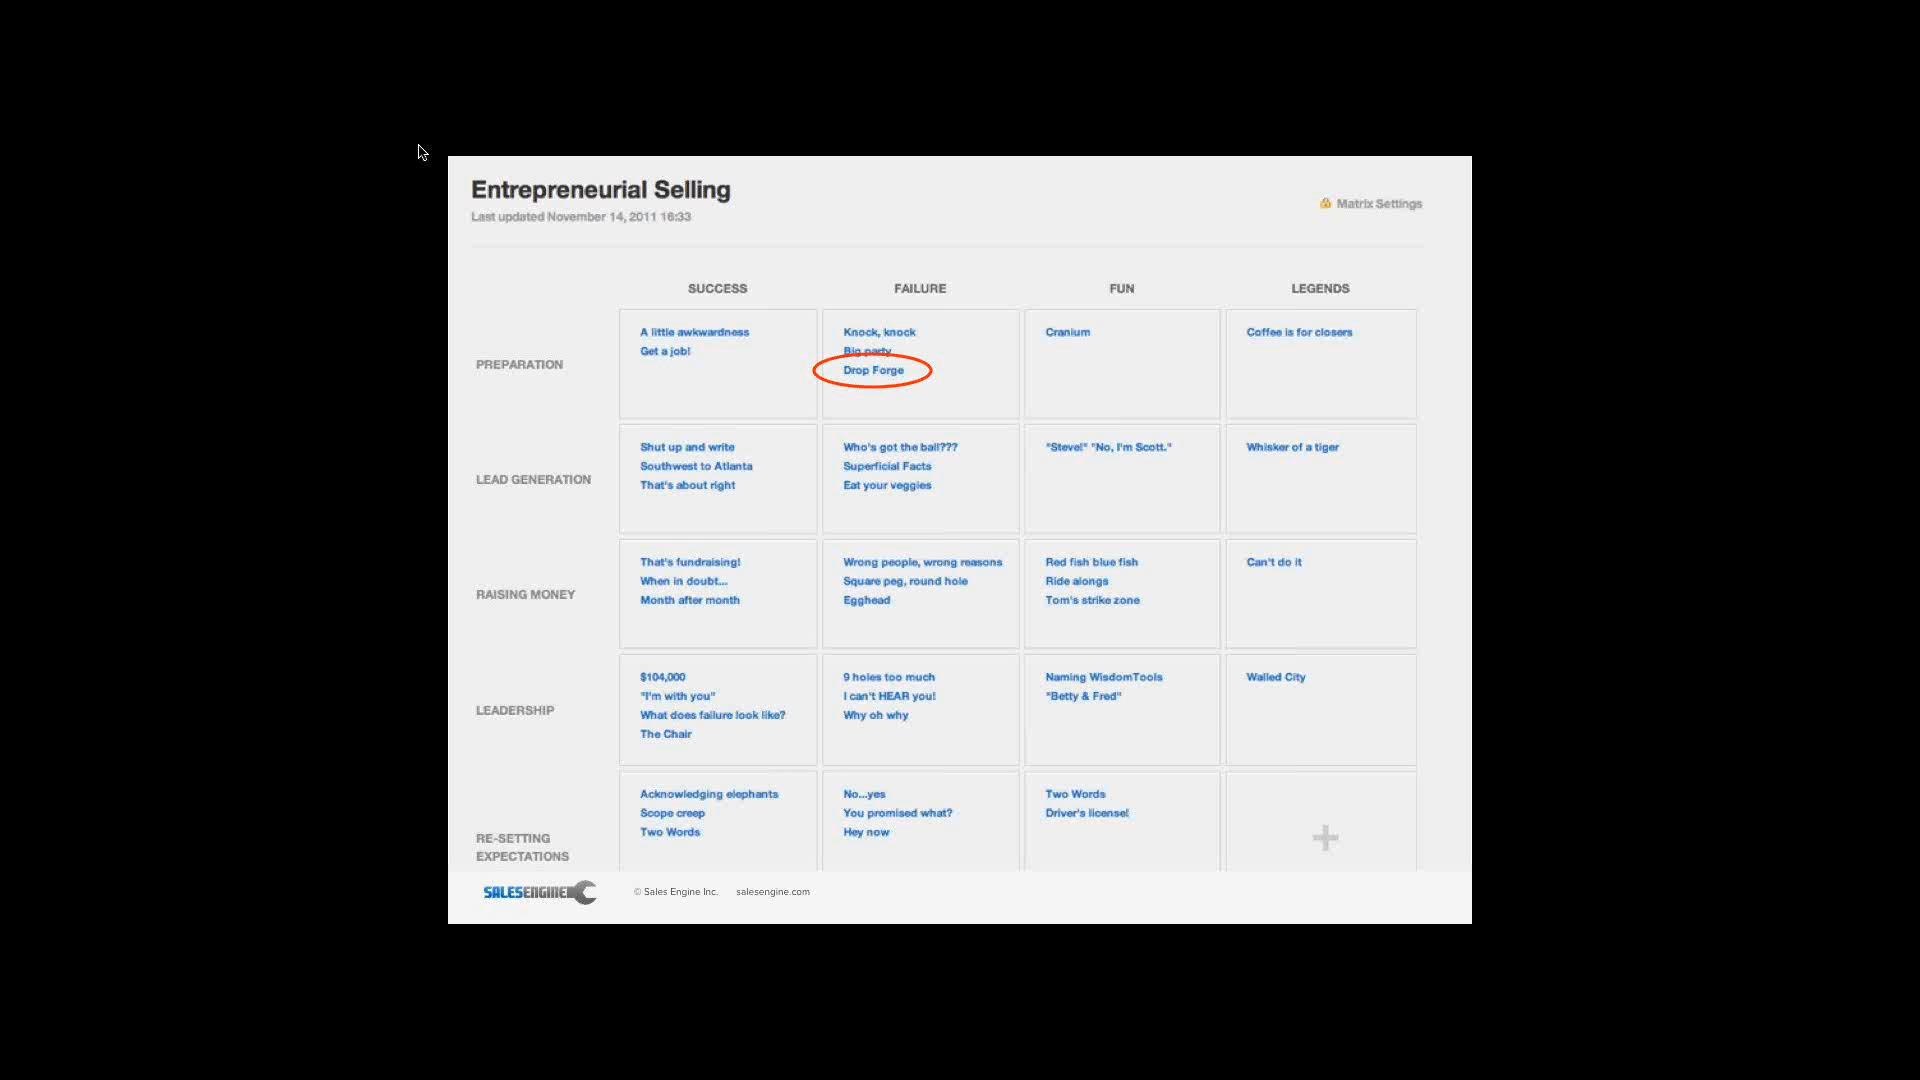 Entrepreneurial Selling
Last updated November 14, 2011 16:33
Matrix Settings
SUCCESS FAILURE FUN LEGENDS
PREPARATION
A little awkwardness
Get a job!
Knock, knock
Big party
Drop Forge
Cranium
Coffee is for closers
LEAD GENERATION
Shut up and write
Southwest to Atlanta
That's about right
Who's got the ball???
Superficial Facts
Eat your veggies
"Steve!" "No, I'm Scott."
Whisker of a tiger
RAISING MONEY
That's fundraising!
When in doubt...
Month after month
Wrong people, wrong reasons
Square peg, round hole
Egghead
Red fish blue fish
Ride alongs
Tom's strike zone
Can't do it
LEADERSHIP
$104,000
"I'm with you"
What does failure look like?
The Chair
9 holes too much
I can't HEAR you!
Why oh why
Naming WisdomTools
"Betty & Fred"
Walled City
RE-SETTING
EXPECTATIONS
Acknowledging elephants
Scope creep
Two Words
No...yes
You promised what?
Hey now
Two Words
Driver's license!
SALESENGINE
© Sales Engine Inc. salesengine.com